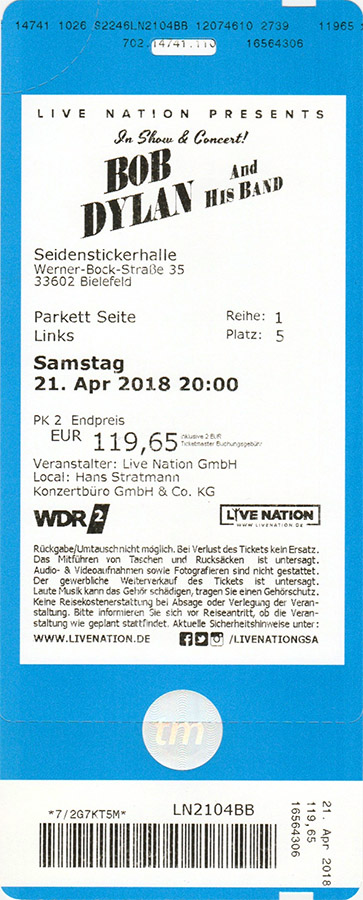 14741 1026 S2246LN2104BB 12074610 2739 11965
702.14741.110 16564306
LIVE NATION PRESENTS
In Show & Concert!
BOB DYLAN And His Band
Seidenstickerhalle
Werner-Bock-Straße 35
33602 Bielefeld
Parkett Seite Reihe: 1
Links Platz: 5
Samstag
21. Apr 2018 20:00
PK 2 Endpreis
EUR 119,65 inklusive 2 EUR Ticketmaster Buchungsgebühr
Veranstalter: Live Nation GmbH
Local: Hans Stratmann
Konzertbüro GmbH & Co. KG
WDR 2 LIVE NATION
WWW.LIVENATION.DE
Rückgabe/Umtausch nicht möglich. Bei Verlust des Tickets kein Ersatz.
Das Mitführen von Taschen und Rucksäcken ist untersagt.
Audio- & Videoaufnahmen sowie Fotografieren sind nicht gestattet.
Der gewerbliche Weiterverkauf des Tickets ist untersagt.
Laute Musik kann das Gehör schädigen, tragen Sie einen Gehörschutz.
Keine Reisekostenerstattung bei Absage oder Verlegung der Veran-
staltung. Bitte informieren Sie sich vor Reiseantritt, ob die Veran-
staltung wie geplant stattfindet. Aktuelle Sicherheitshinweise unter:
WWW.LIVENATION.DE /LIVENATIONGSA
tm
*7/2G7KT5M* LN2104BB
21. Apr 2018
119,65
16564306